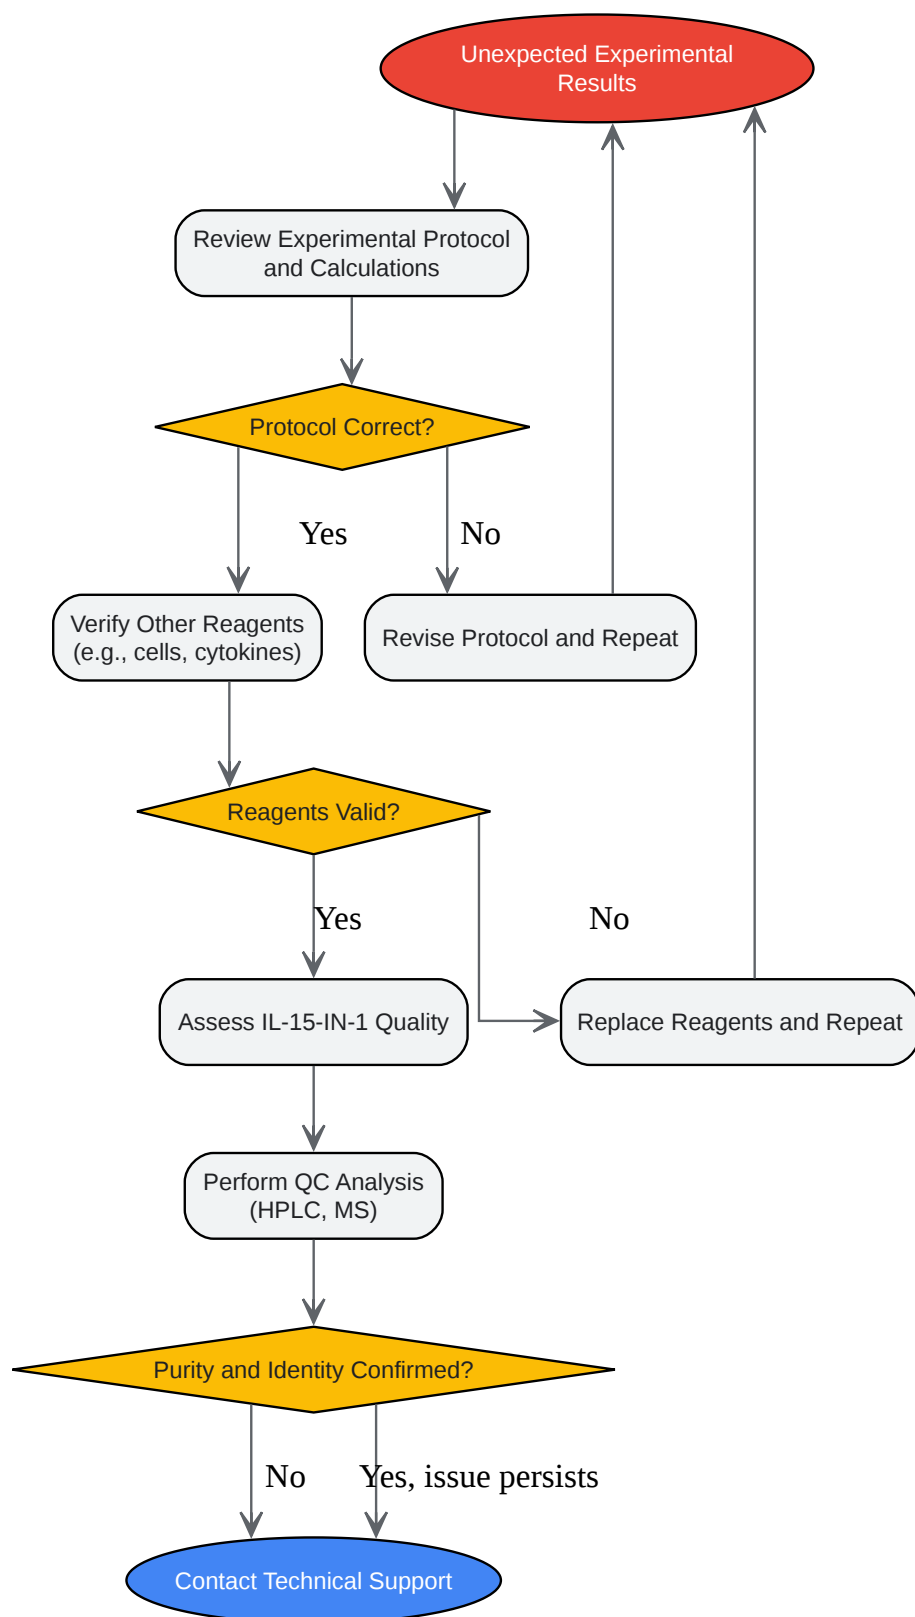 Unexpected Experimental
Results
Review Experimental Protocol
and Calculations
Protocol Correct?
Yes
No
Verify Other Reagents
(e.g., cells, cytokines)
Revise Protocol and Repeat
Reagents Valid?
Yes
No
Assess IL-15-IN-1 Quality
Replace Reagents and Repeat
Perform QC Analysis
(HPLC, MS)
Purity and Identity Confirmed?
No
Yes, issue persists
Contact Technical Support